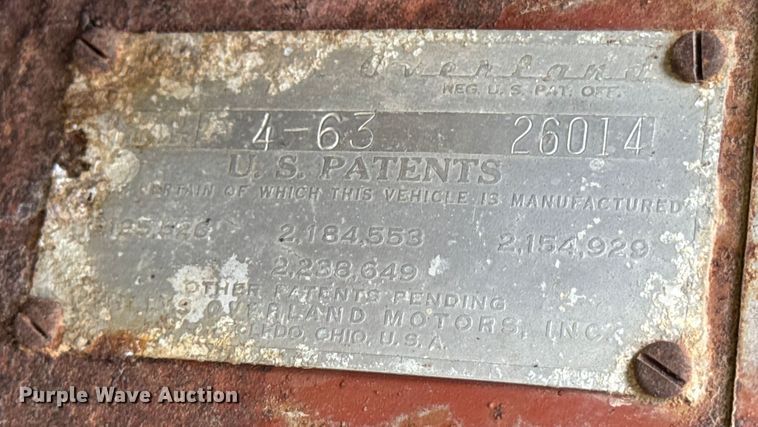 Overland
REG. U. S. PAT. OFF.
4-63 26014
U. S. PATENTS
OF WHICH THIS VEHICLE IS MANUFACTURED
2,184,553 2,154,929
2,238,649
OTHER PATENTS PENDING
OVERLAND MOTORS, INC.
TOLEDO, OHIO, U.S.A.
Purple Wave Auction